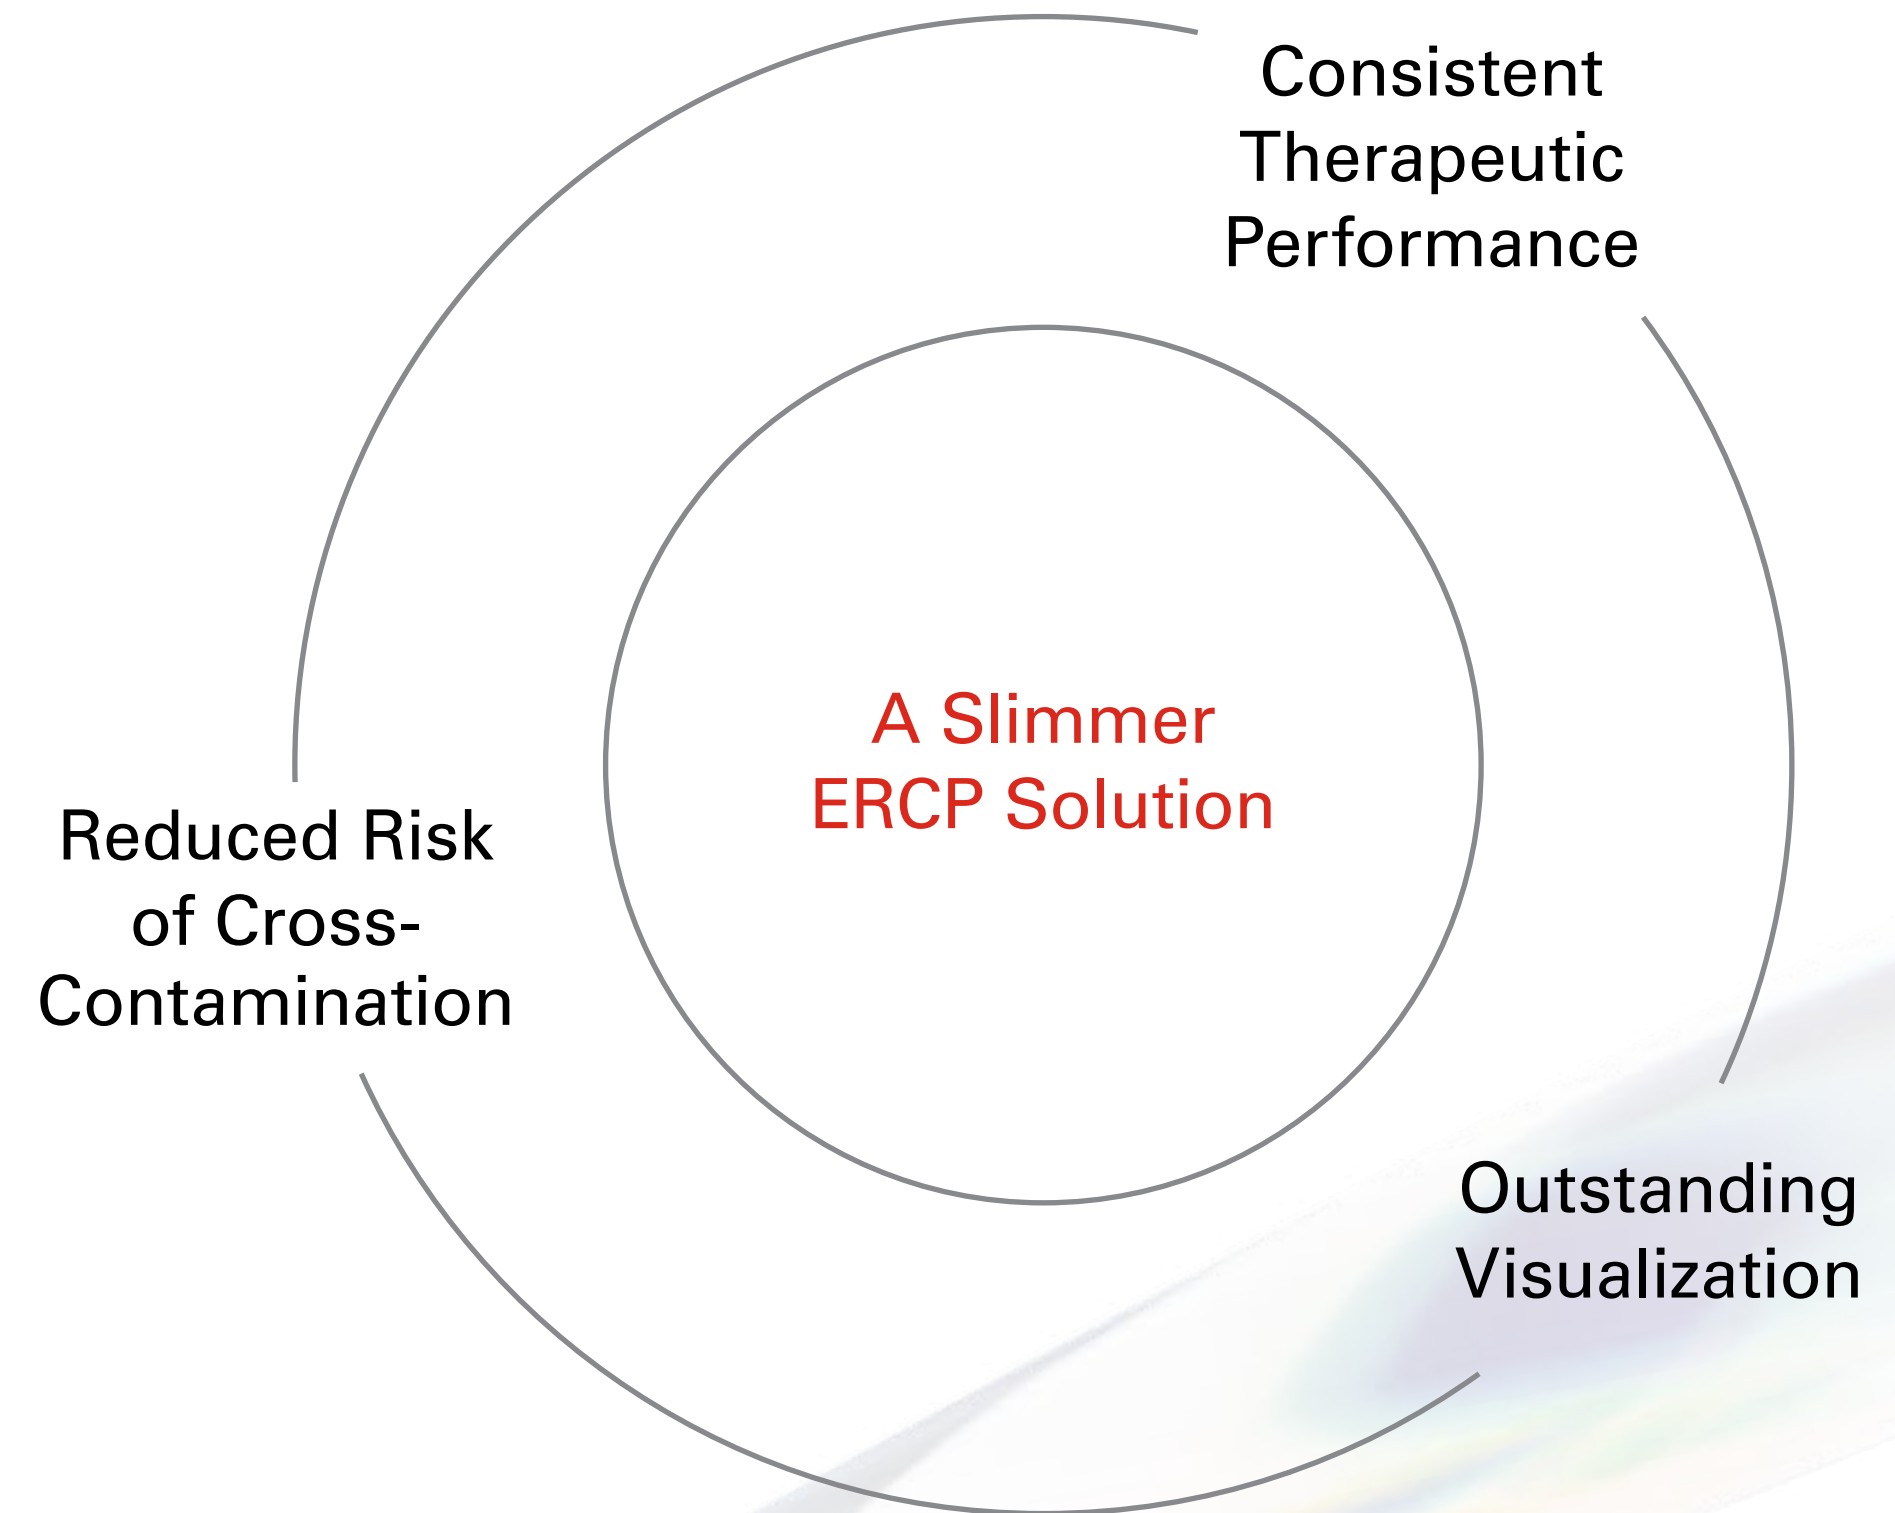 Consistent
Therapeutic
Performance
A Slimmer
ERCP Solution
Reduced Risk
of Cross-
Contamination
Outstanding
Visualization